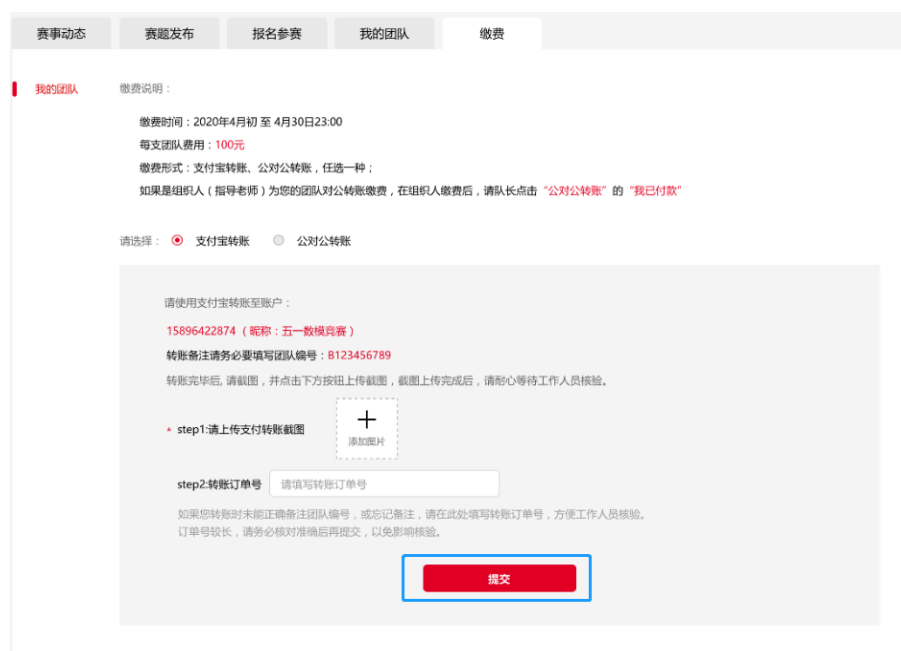 赛事动态 赛题发布 报名参赛 我的团队 缴费
我的团队
缴费说明：
缴费时间：2020年4月初 至 4月30日23:00
每支团队费用：100元
缴费形式：支付宝转账、公对公转账，任选一种；
如果是组织人（指导老师）为您的团队对公转账缴费，在组织人缴费后，请队长点击 “公对公转账” 的 “我已付款”
请选择： 支付宝转账 公对公转账
请使用支付宝转账至账户：
15896422874（昵称：五一数模竞赛）
转账备注请务必要填写团队编号：B123456789
转账完毕后, 请截图，并点击下方按钮上传截图，截图上传完成后，请耐心等待工作人员核验。
* step1:请上传支付转账截图
添加图片
step2:转账订单号 请填写转账订单号
如果您转账时未能正确备注团队编号，或忘记备注，请在此处填写转账订单号，方便工作人员核验。
订单号较长，请务必核对准确后再提交，以免影响核验。
提交